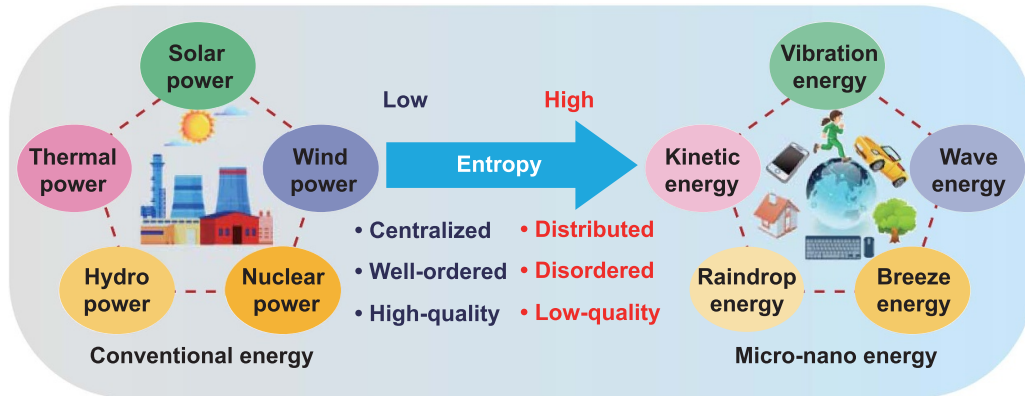 Solar
power
Thermal
power
Wind
power
Hydro
power
Nuclear
power
Conventional energy
Low
High
Entropy
• Centralized
• Well-ordered
• High-quality
• Distributed
• Disordered
• Low-quality
Vibration
energy
Kinetic
energy
Wave
energy
Raindrop
energy
Breeze
energy
Micro-nano energy